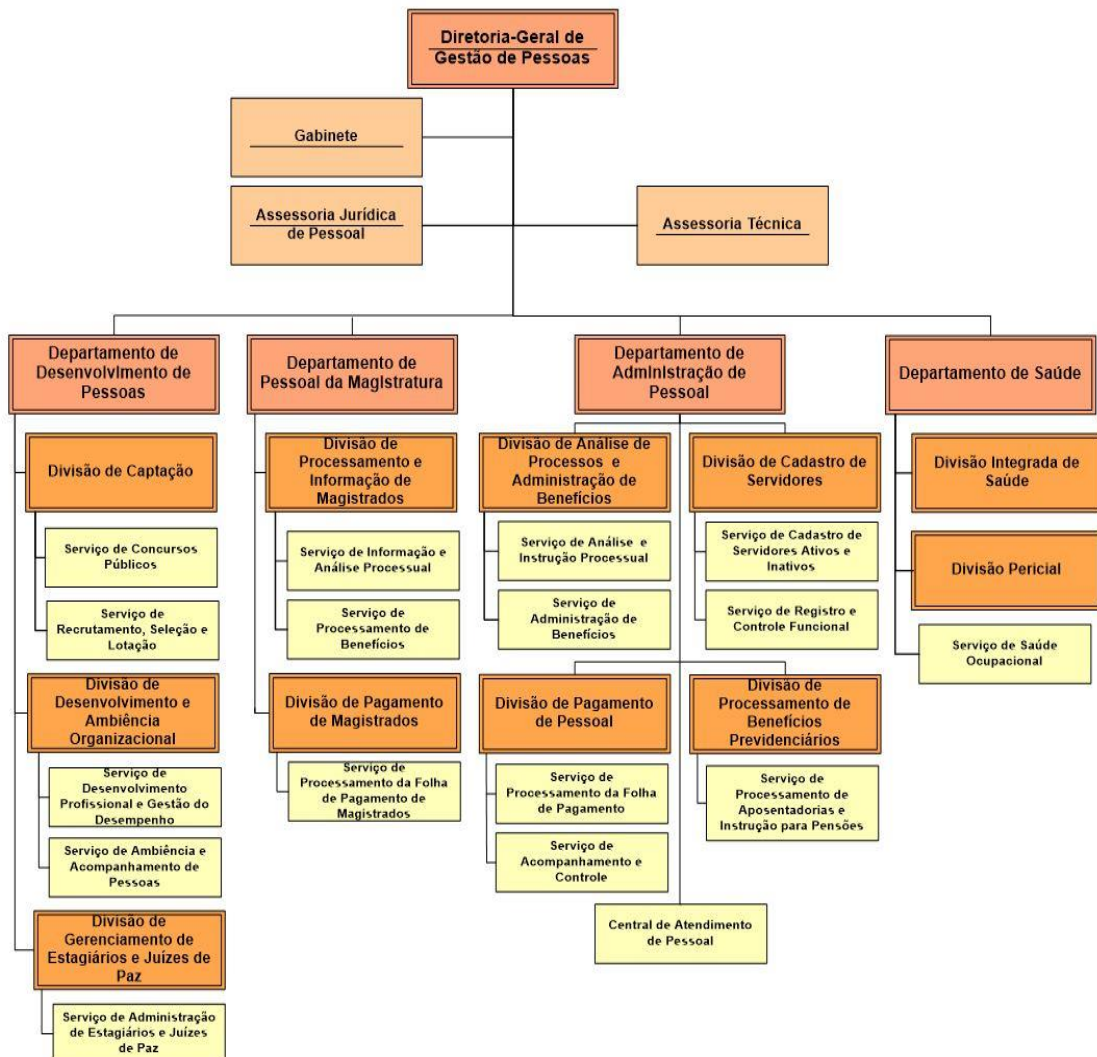 Diretoria-Geral de
Gestão de Pessoas
Gabinete
Assessoria Jurídica
de Pessoal
Assessoria Técnica
Departamento de
Desenvolvimento de
Pessoas
Divisão de Captação
Serviço de Concursos
Públicos
Serviço de
Recrutamento, Seleção e
Lotação
Divisão de
Desenvolvimento e
Ambiência
Organizacional
Serviço de
Desenvolvimento
Profissional e Gestão do
Desempenho
Serviço de Ambiência e
Acompanhamento de
Pessoas
Divisão de
Gerenciamento de
Estagiários e Juízes de
Paz
Serviço de Administração
de Estagiários e Juízes
de Paz
Departamento de
Pessoal da Magistratura
Divisão de
Processamento e
Informação de
Magistrados
Serviço de Informação e
Análise Processual
Serviço de
Processamento de
Benefícios
Divisão de Pagamento
de Magistrados
Serviço de
Processamento da Folha
de Pagamento de
Magistrados
Departamento de
Administração de
Pessoal
Divisão de Análise de
Processos e
Administração de
Benefícios
Serviço de Análise e
Instrução Processual
Serviço de
Administração de
Benefícios
Divisão de Cadastro de
Servidores
Serviço de Cadastro de
Servidores Ativos e
Inativos
Serviço de Registro e
Controle Funcional
Divisão de Pagamento
de Pessoal
Serviço de
Processamento da Folha
de Pagamento
Serviço de
Acompanhamento e
Controle
Divisão de
Processamento de
Benefícios
Previdenciários
Serviço de
Processamento de
Aposentadorias e
Instrução para Pensões
Central de Atendimento
de Pessoal
Departamento de Saúde
Divisão Integrada de
Saúde
Divisão Pericial
Serviço de Saúde
Ocupacional